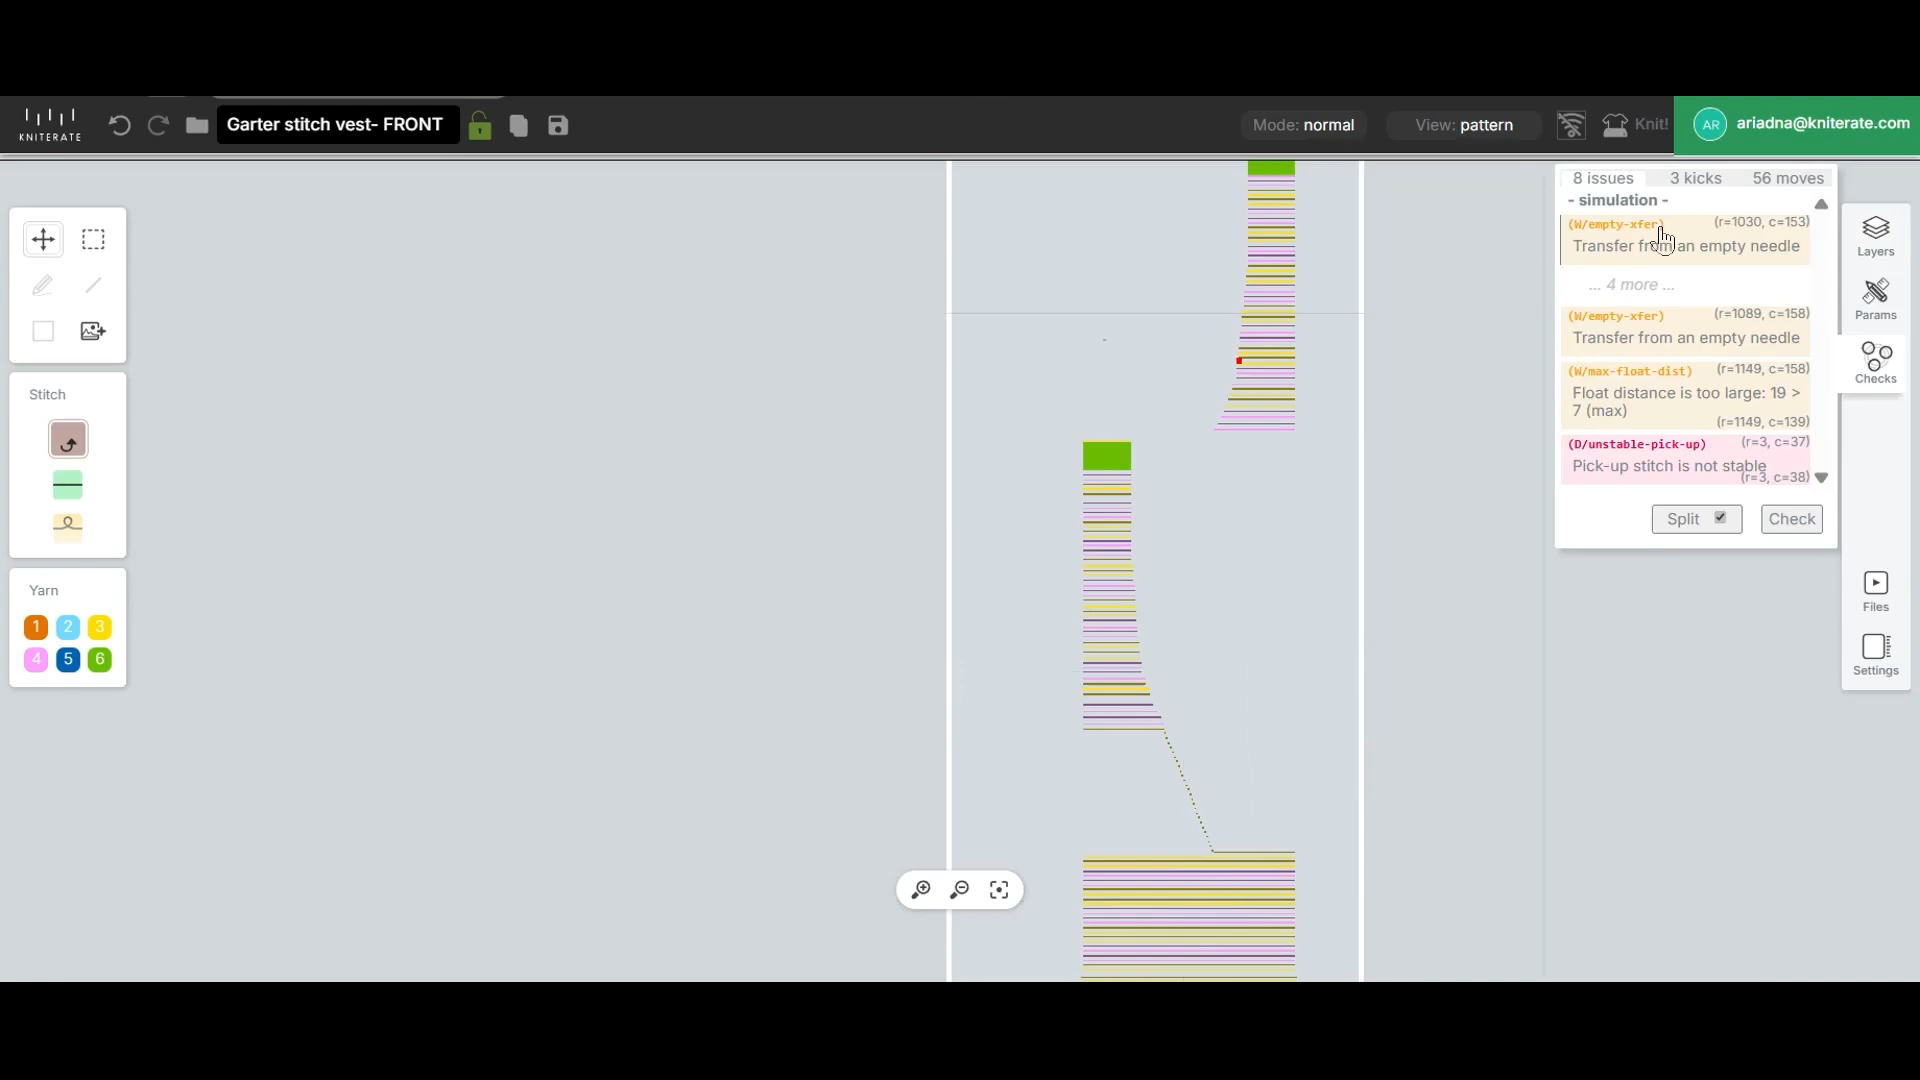 KNITERATE
Garter stitch vest- FRONT
Mode: normal
View: pattern
Knit!
AR
ariadna@kniterate.com
8 issues
3 kicks
56 moves
- simulation -
(W/empty-xfer)
(r=1030, c=153)
Transfer from an empty needle
... 4 more ...
(W/empty-xfer)
(r=1089, c=158)
Transfer from an empty needle
(W/max-float-dist)
(r=1149, c=158)
Float distance is too large: 19 >
7 (max)
(r=1149, c=139)
(D/unstable-pick-up)
(r=3, c=37)
Pick-up stitch is not stable
(r=3, c=38)
Split
Check
Layers
Params
Checks
Files
Settings
Stitch
Yarn
1 2 3
4 5 6